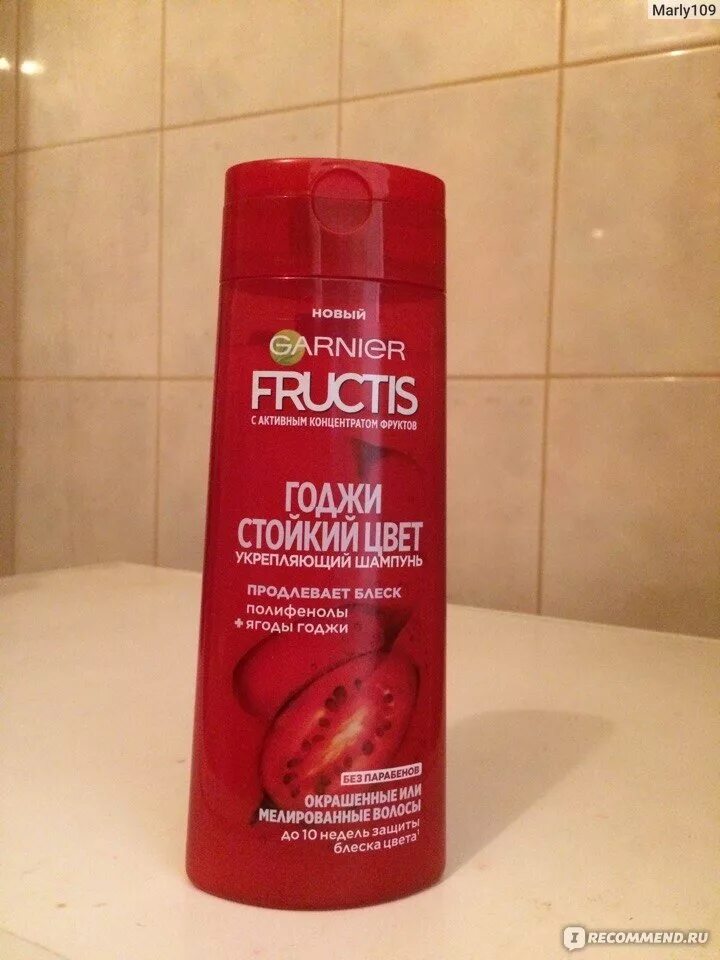 Marly109
НОВЫЙ
GARNIER
FRUCTIS
С АКТИВНЫМ КОНЦЕНТРАТОМ ФРУКТОВ
ГОДЖИ
СТОЙКИЙ ЦВЕТ
УКРЕПЛЯЮЩИЙ ШАМПУНЬ
ПРОДЛЕВАЕТ БЛЕСК
ПОЛИФЕНОЛЫ
+ ЯГОДЫ ГОДЖИ
БЕЗ ПАРАБЕНОВ
ОКРАШЕННЫЕ ИЛИ
МЕЛИРОВАННЫЕ ВОЛОСЫ
ДО 10 НЕДЕЛЬ ЗАЩИТЫ
БЛЕСКА ЦВЕТА¹
IRECOMMEND.RU